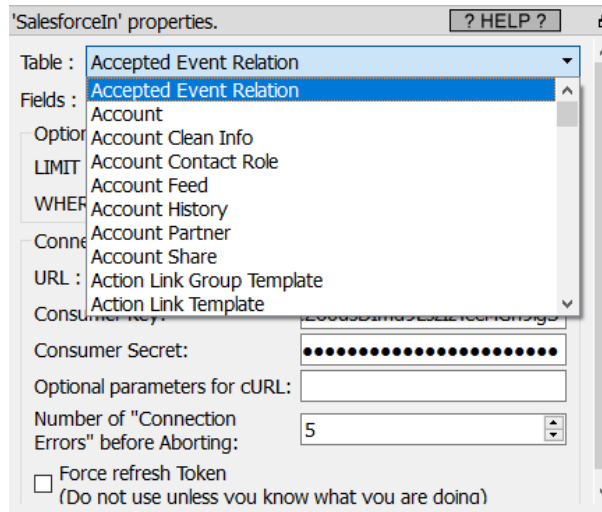 'SalesforceIn' properties.
? HELP ?
Table : Accepted Event Relation
Fields :
Accepted Event Relation
Account
Account Clean Info
Account Contact Role
Account Feed
Account History
Account Partner
Account Share
Action Link Group Template
Action Link Template
LIMIT
URL :
Consumer Key:
Consumer Secret: ●●●●●●●●●●●●●●●●●●●●●●●
Optional parameters for cURL:
Number of "Connection
Errors" before Aborting:
5
Force refresh Token
(Do not use unless you know what you are doing)